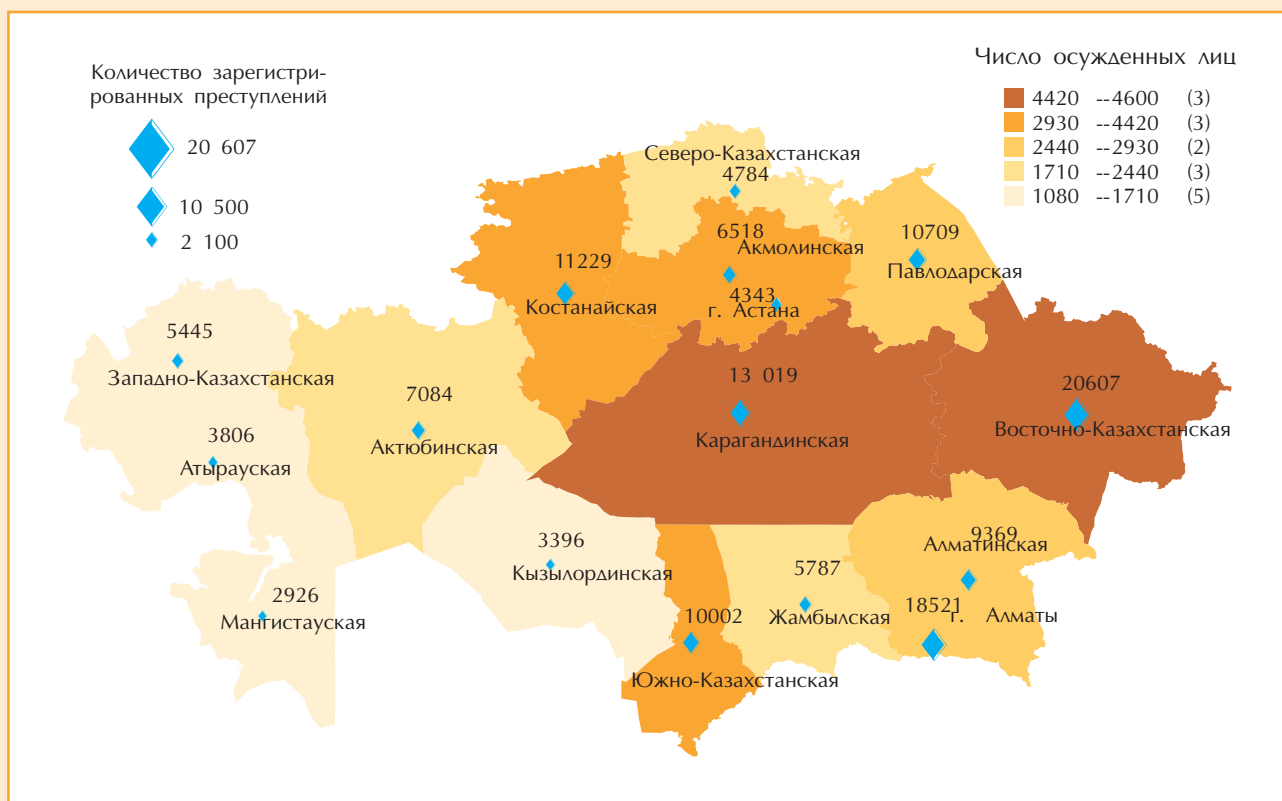 Количество зарегистри-
рованных преступлений
20 607
10 500
2 100
Число осужденных лиц
4420 --4600 (3)
2930 --4420 (3)
2440 --2930 (2)
1710 --2440 (3)
1080 --1710 (5)
Северо-Казахстанская
4784
6518
Акмолинская
4343
г. Астана
10709
Павлодарская
11229
Костанайская
5445
Западно-Казахстанская
3806
Атырауская
7084
Актюбинская
13 019
Карагандинская
20607
Восточно-Казахстанская
2926
Мангистауская
3396
Кызылординская
10002
Южно-Казахстанская
5787
Жамбылская
9369
Алматинская
18521
г. Алматы